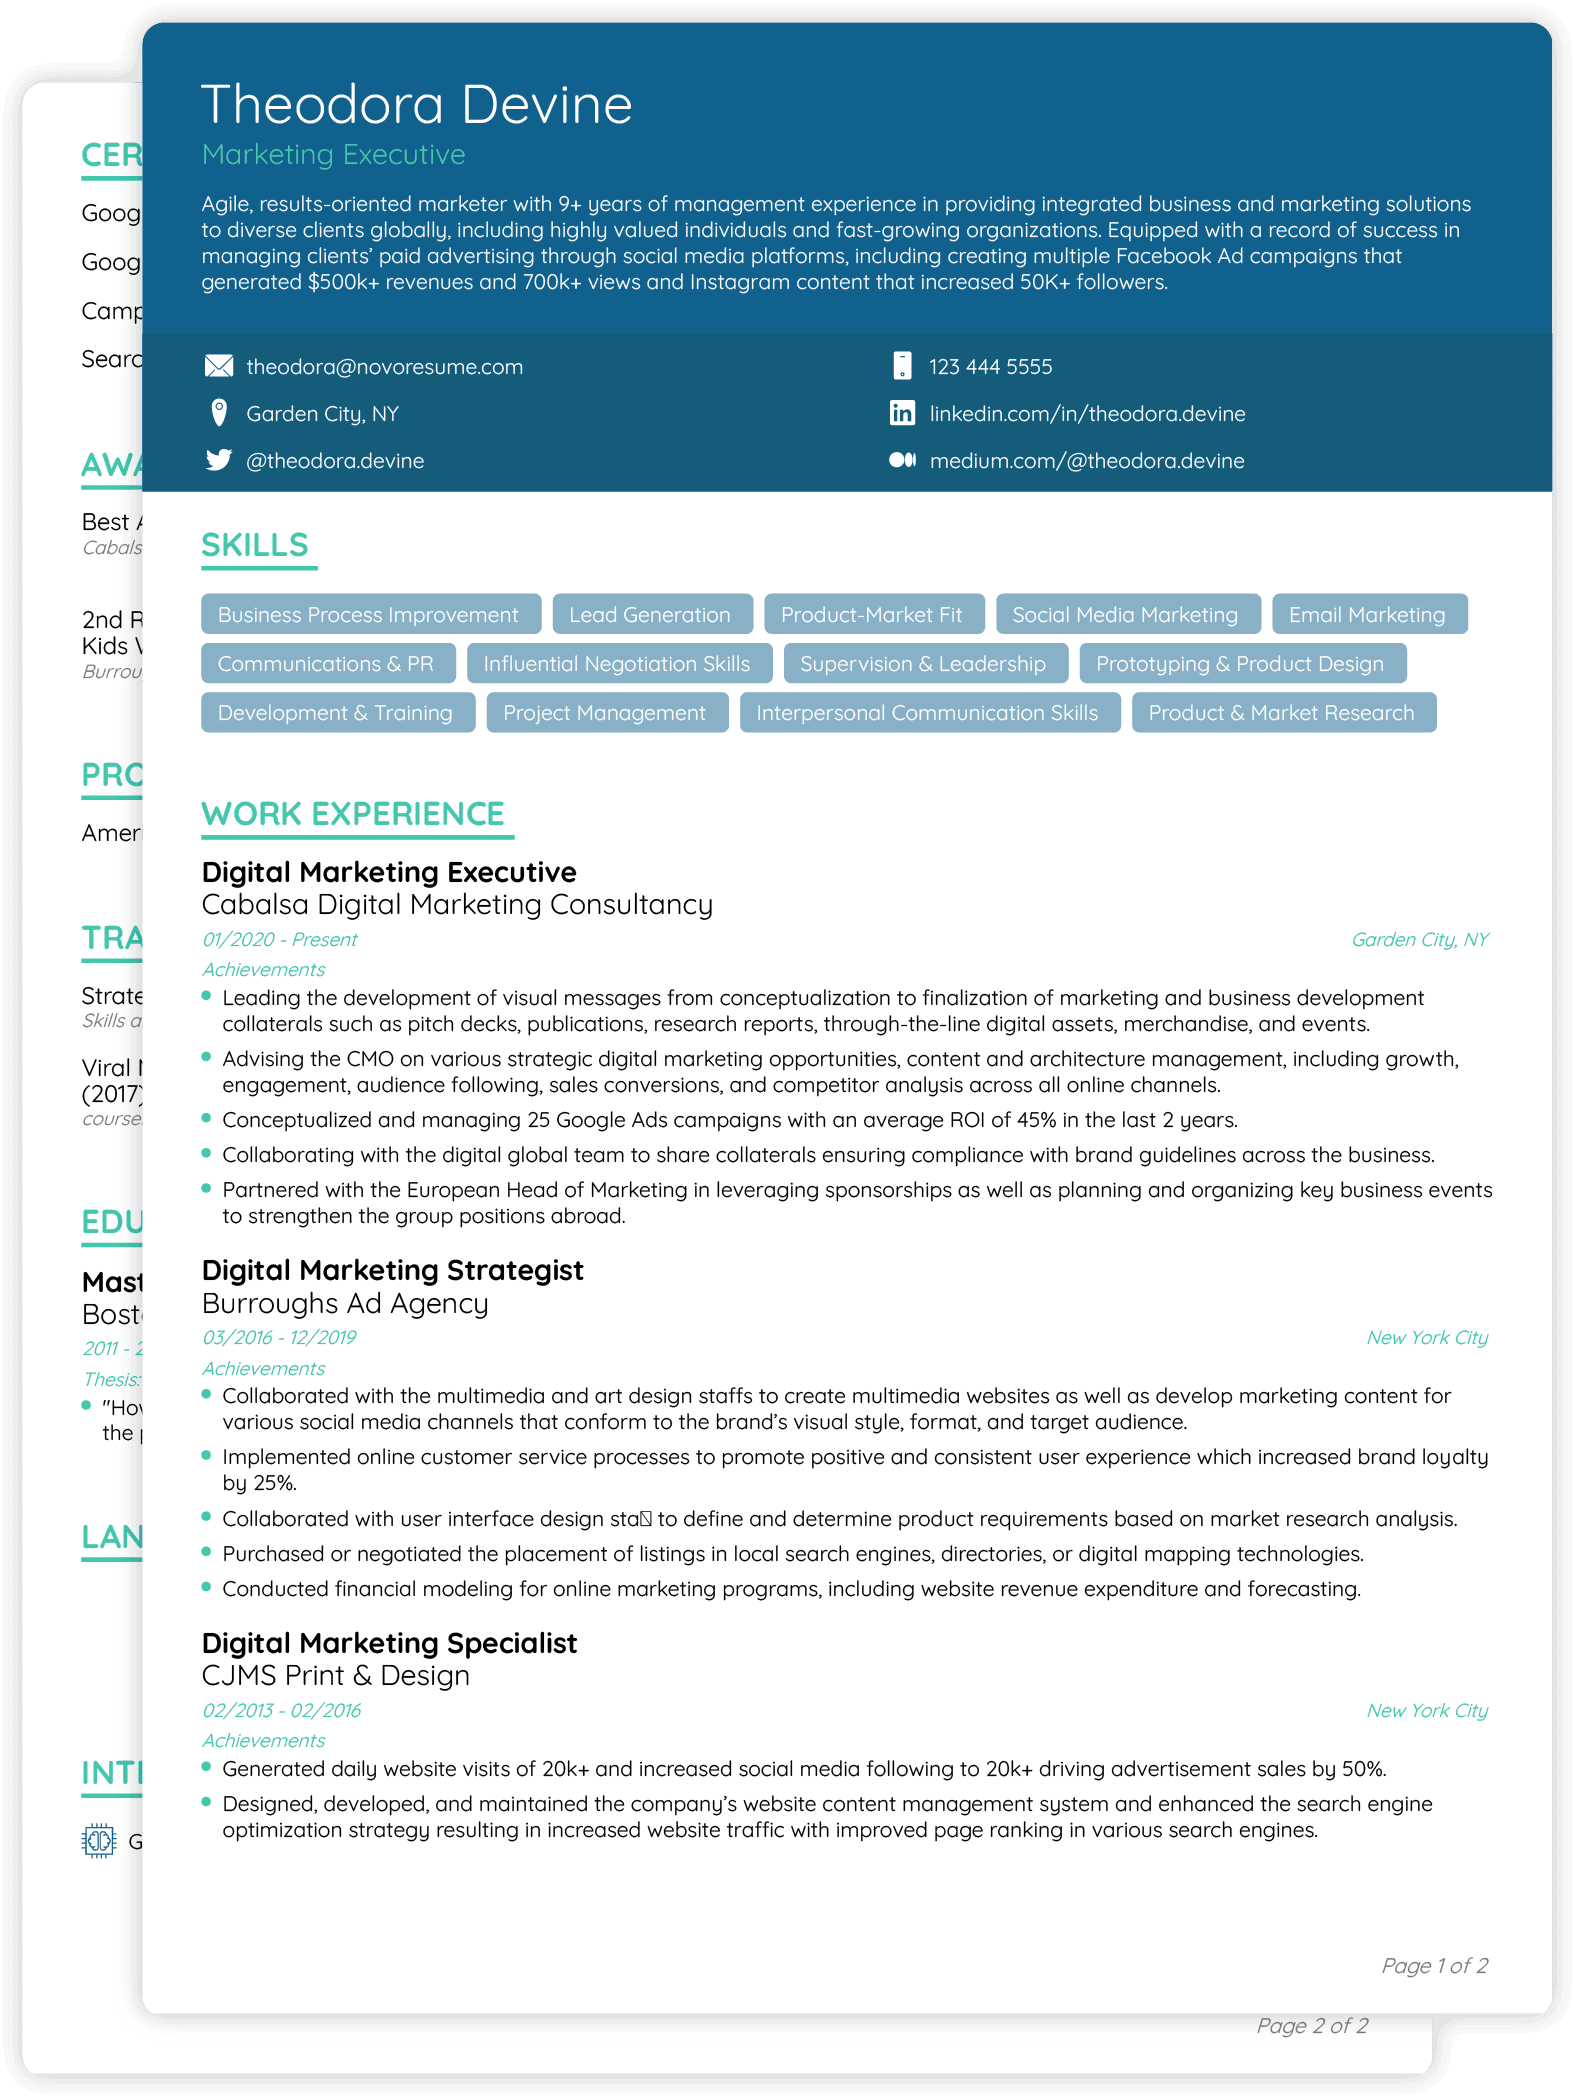 Theodora Devine
Marketing Executive
Agile, results-oriented marketer with 9+ years of management experience in providing integrated business and marketing solutions
to diverse clients globally, including highly valued individuals and fast-growing organizations. Equipped with a record of success in
managing clients’ paid advertising through social media platforms, including creating multiple Facebook Ad campaigns that
generated $500k+ revenues and 700k+ views and Instagram content that increased 50K+ followers.
theodora@novoresume.com
123 444 5555
Garden City, NY
linkedin.com/in/theodora.devine
@theodora.devine
medium.com/@theodora.devine
SKILLS
Business Process Improvement Lead Generation Product-Market Fit Social Media Marketing Email Marketing
Communications & PR Influential Negotiation Skills Supervision & Leadership Prototyping & Product Design
Development & Training Project Management Interpersonal Communication Skills Product & Market Research
WORK EXPERIENCE
Digital Marketing Executive
Cabalsa Digital Marketing Consultancy
01/2020 - Present Garden City, NY
Achievements
Leading the development of visual messages from conceptualization to finalization of marketing and business development
collaterals such as pitch decks, publications, research reports, through-the-line digital assets, merchandise, and events.
Advising the CMO on various strategic digital marketing opportunities, content and architecture management, including growth,
engagement, audience following, sales conversions, and competitor analysis across all online channels.
Conceptualized and managing 25 Google Ads campaigns with an average ROI of 45% in the last 2 years.
Collaborating with the digital global team to share collaterals ensuring compliance with brand guidelines across the business.
Partnered with the European Head of Marketing in leveraging sponsorships as well as planning and organizing key business events
to strengthen the group positions abroad.
Digital Marketing Strategist
Burroughs Ad Agency
03/2016 - 12/2019 New York City
Achievements
Collaborated with the multimedia and art design staffs to create multimedia websites as well as develop marketing content for
various social media channels that conform to the brand’s visual style, format, and target audience.
Implemented online customer service processes to promote positive and consistent user experience which increased brand loyalty
by 25%.
Collaborated with user interface design sta to define and determine product requirements based on market research analysis.
Purchased or negotiated the placement of listings in local search engines, directories, or digital mapping technologies.
Conducted financial modeling for online marketing programs, including website revenue expenditure and forecasting.
Digital Marketing Specialist
CJMS Print & Design
02/2013 - 02/2016 New York City
Achievements
Generated daily website visits of 20k+ and increased social media following to 20k+ driving advertisement sales by 50%.
Designed, developed, and maintained the company’s website content management system and enhanced the search engine
optimization strategy resulting in increased website traffic with improved page ranking in various search engines.
Page 1 of 2
CER
Goog
Goog
Camp
Searc
AWA
Best
Cabals
2nd R
Kids
Burrou
PRO
Ameri
TRA
Strate
Skills a
Viral
(2017)
course
EDU
Mast
Bost
2011 -
Thesis:
"How
the
LAN
INTE
G
Page 2 of 2